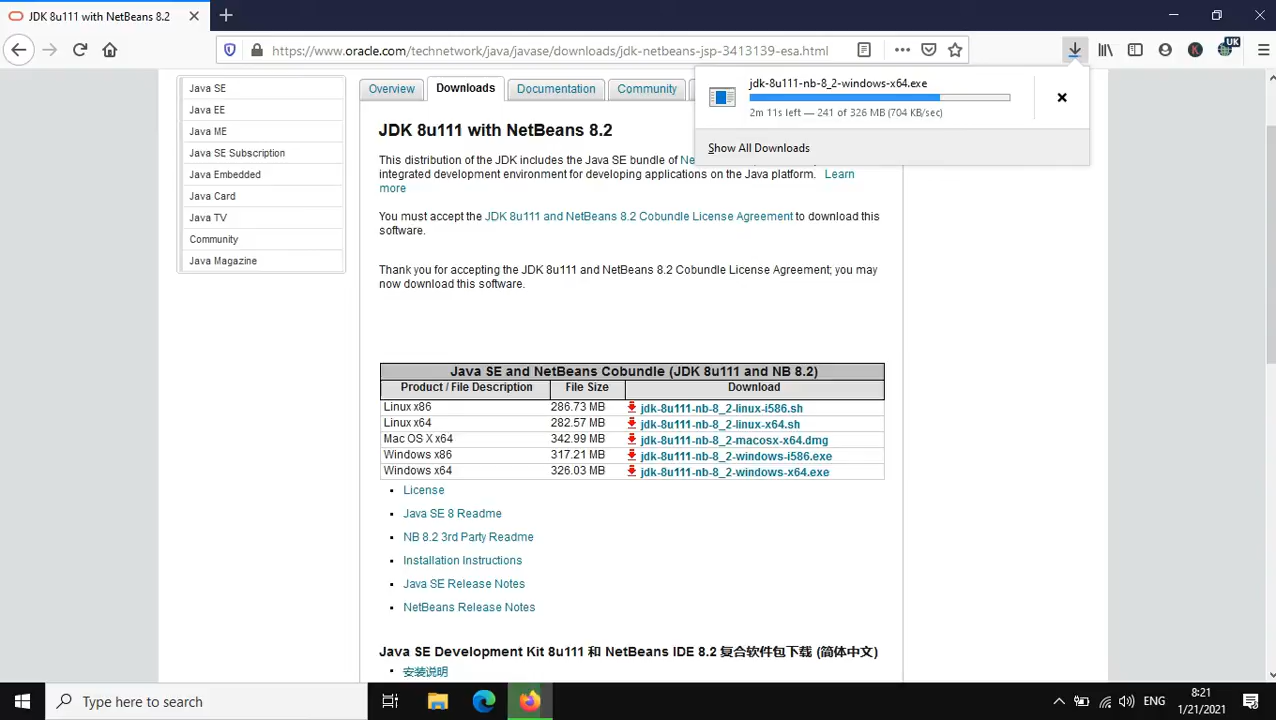 JDK 8u111 with NetBeans 8.2
https://www.oracle.com/technetwork/java/javase/downloads/jdk-netbeans-jsp-3413139-esa.html
UK
jdk-8u111-nb-8_2-windows-x64.exe
2m 11s left — 241 of 326 MB (704 KB/sec)
Show All Downloads
Java SE
Java EE
Java ME
Java SE Subscription
Java Embedded
Java Card
Java TV
Community
Java Magazine
Overview
Downloads
Documentation
Community
JDK 8u111 with NetBeans 8.2
This distribution of the JDK includes the Java SE bundle of Ne
integrated development environment for developing applications on the Java platform. Learn
more
You must accept the JDK 8u111 and NetBeans 8.2 Cobundle License Agreement to download this
software.
Thank you for accepting the JDK 8u111 and NetBeans 8.2 Cobundle License Agreement; you may
now download this software.
Java SE and NetBeans Cobundle (JDK 8u111 and NB 8.2)
Product / File Description File Size Download
Linux x86 286.73 MB jdk-8u111-nb-8_2-linux-i586.sh
Linux x64 282.57 MB jdk-8u111-nb-8_2-linux-x64.sh
Mac OS X x64 342.99 MB jdk-8u111-nb-8_2-macosx-x64.dmg
Windows x86 317.21 MB jdk-8u111-nb-8_2-windows-i586.exe
Windows x64 326.03 MB jdk-8u111-nb-8_2-windows-x64.exe
License
Java SE 8 Readme
NB 8.2 3rd Party Readme
Installation Instructions
Java SE Release Notes
NetBeans Release Notes
Java SE Development Kit 8u111 和 NetBeans IDE 8.2 复合软件包下载 (简体中文)
安装说明
Type here to search
ENG
8:21
1/21/2021